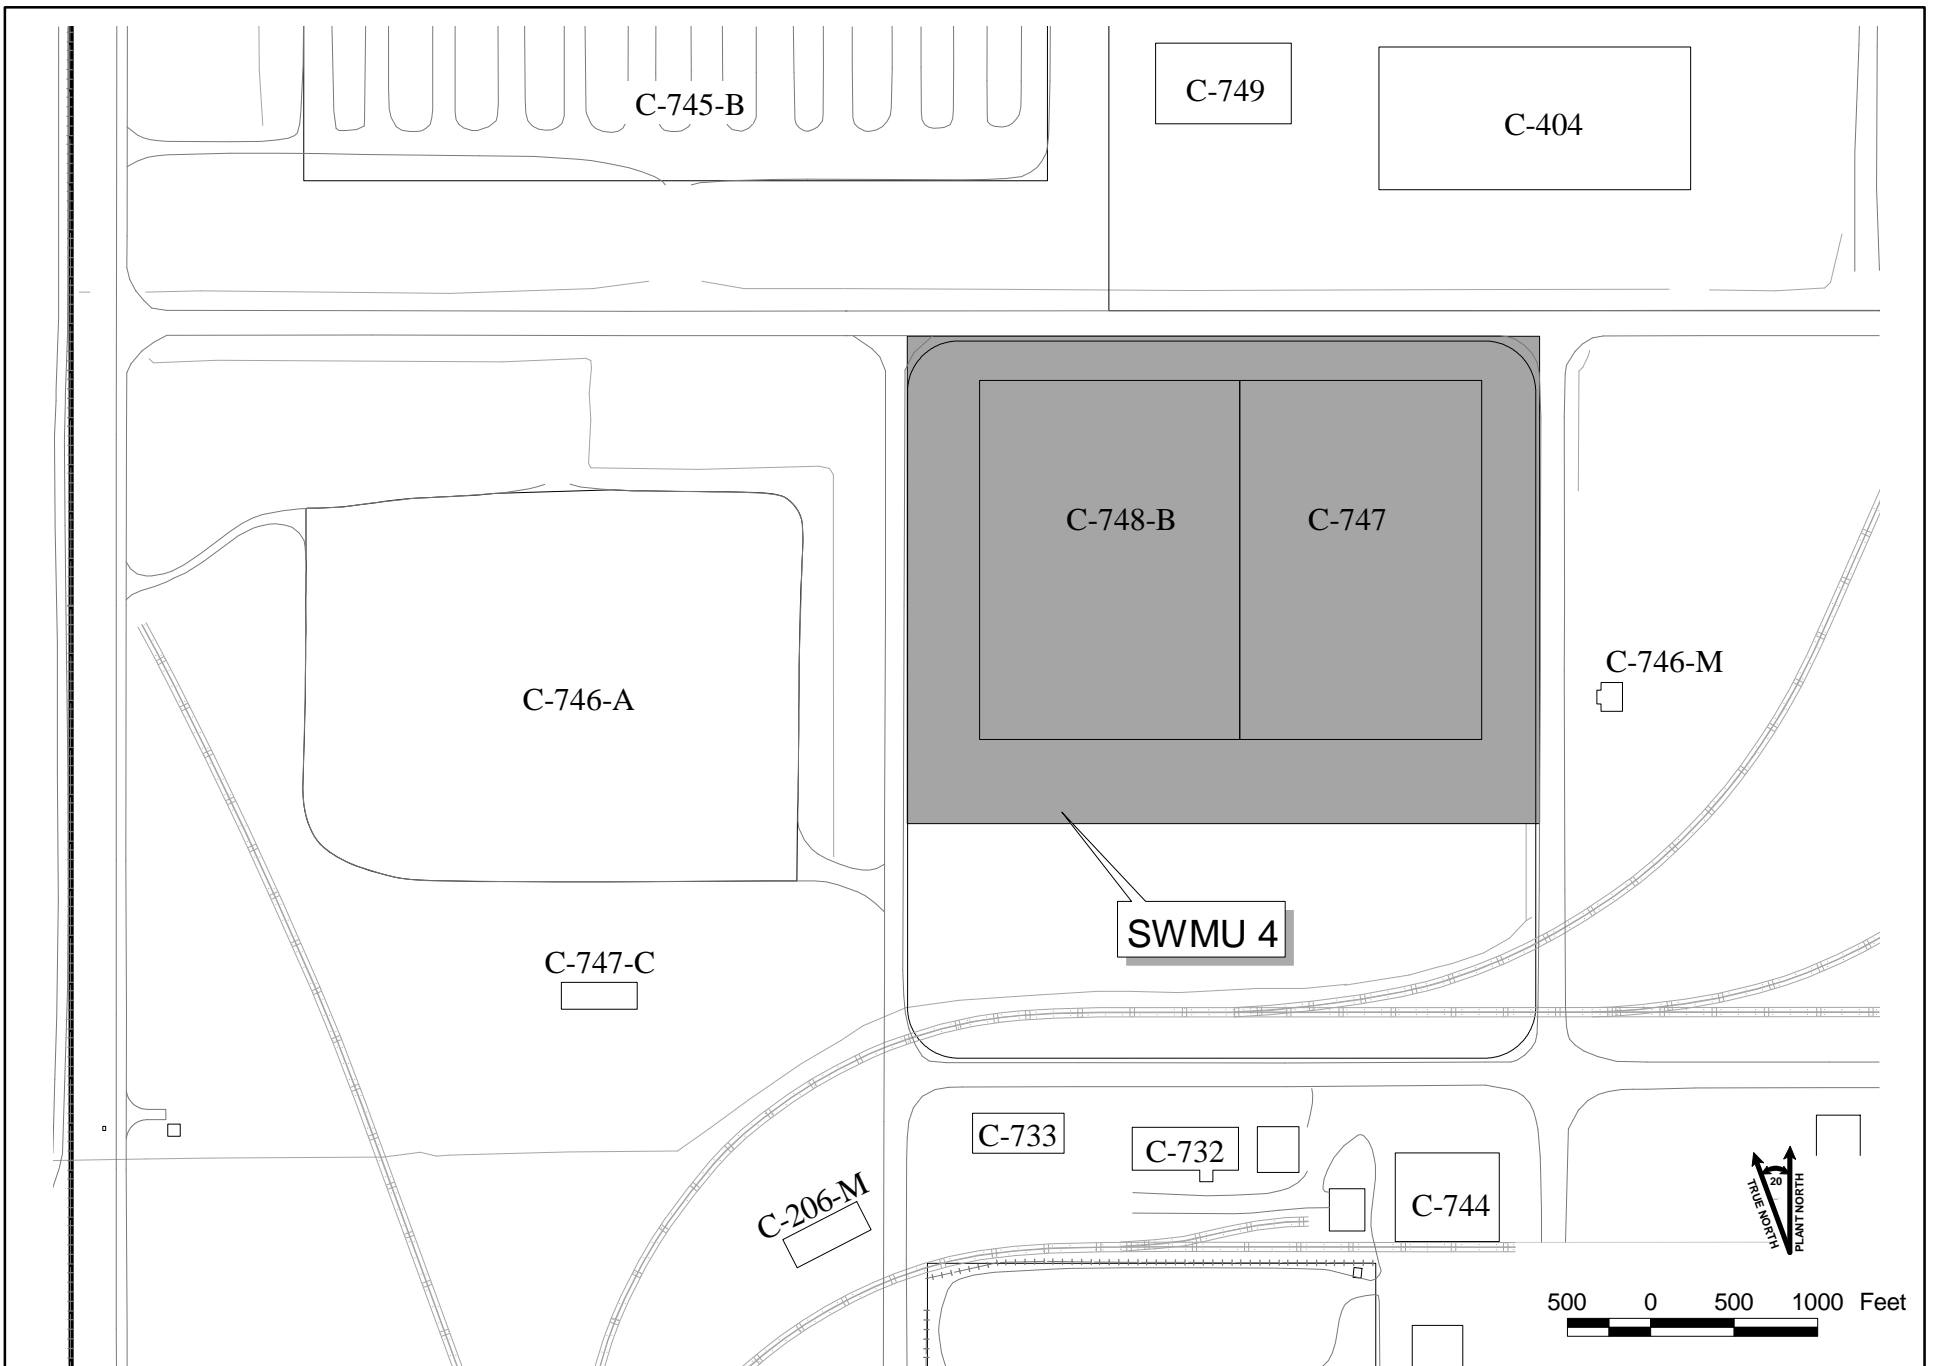 C-749
C-745-B
C-404
C-748-B
C-747
C-746-M
C-746-A
SWMU 4
C-747-C
C-733
C-732
C-206-M
C-744
20
TRUE NORTH
PLANT NORTH
500 0 500 1000 Feet